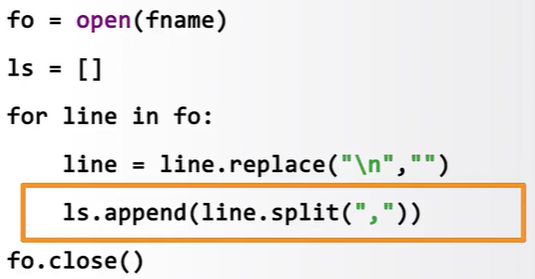 fo = open(fname)
ls = []
for line in fo:
    line = line.replace("\n","")
    ls.append(line.split(","))
fo.close()